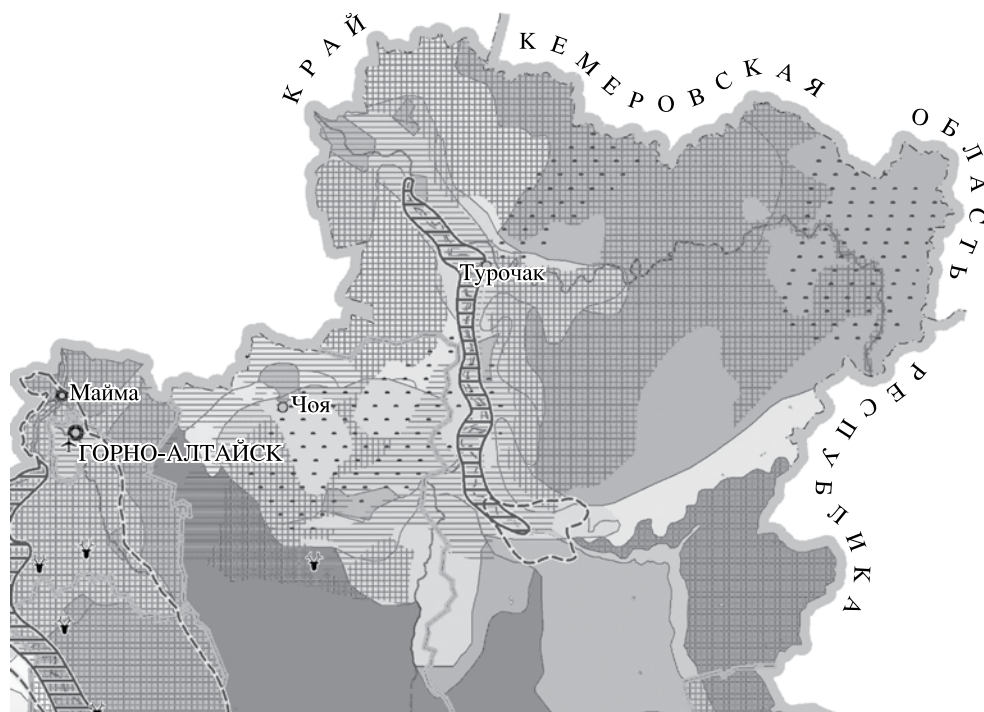 КРАЙ
КЕМЕРОВСКАЯ
ОБЛАСТЬ
Турочак
РЕСПУБЛИКА
Майма
Чоя
ГОРНО-АЛТАЙСК